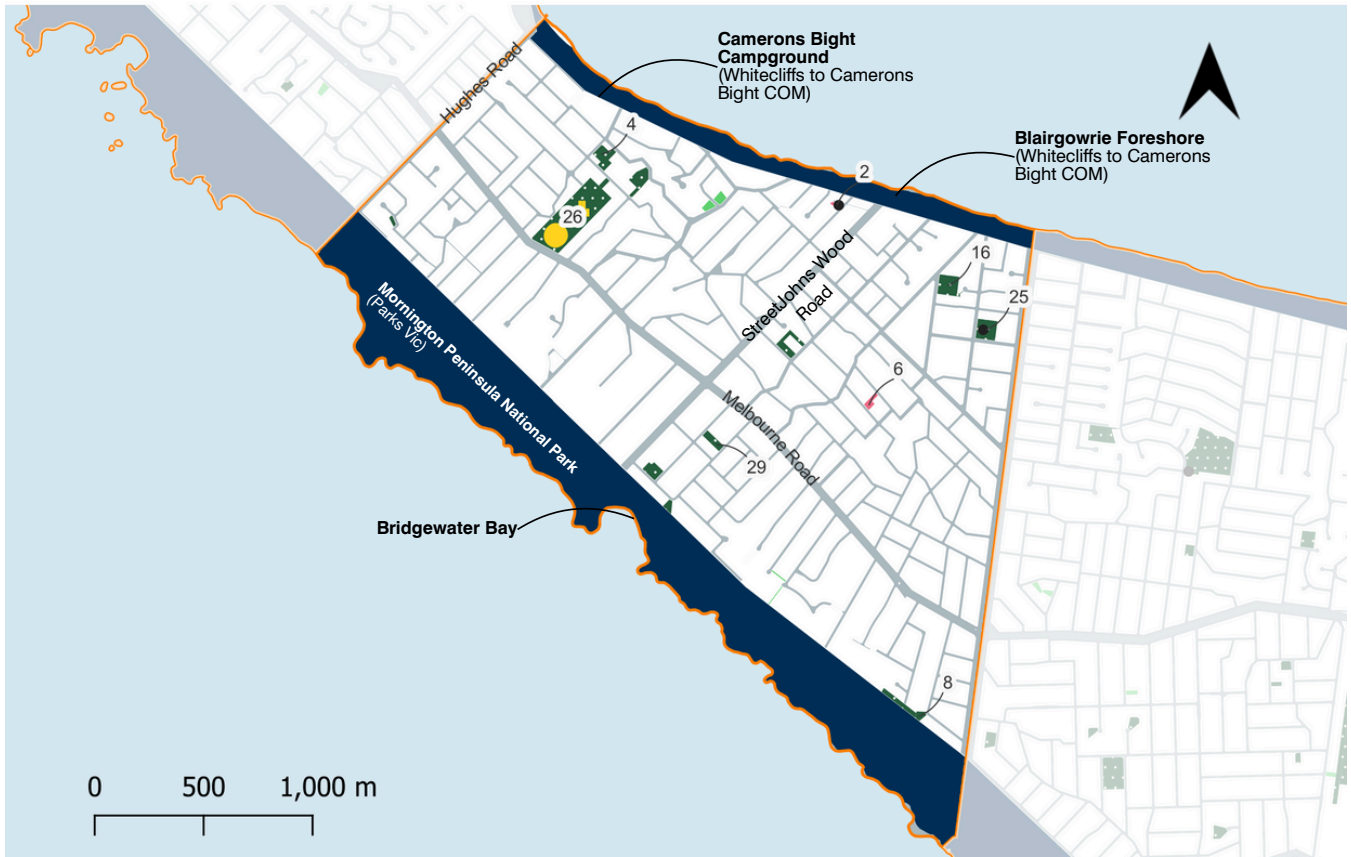 Camerons Bight
Campground
(Whitecliffs to Camerons
Bight COM)
Hughes Road
4
Blairgowrie Foreshore
(Whitecliffs to Camerons
Bight COM)
2
26
16
StreetJohns Wood
Road
25
Mornington Peninsula National Park
(Parks Vic)
6
Melbourne Road
29
Bridgewater Bay
8
0 500 1,000 m